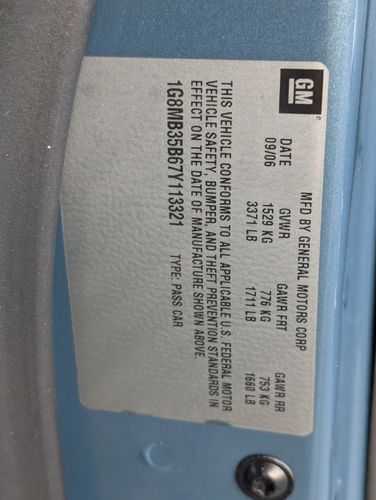 GM
MFD BY GENERAL MOTORS CORP
DATE GVWR GAWR FRT GAWR RR
09/06 1529 KG 776 KG 753 KG
3371 LB 1711 LB 1660 LB
THIS VEHICLE CONFORMS TO ALL APPLICABLE U.S. FEDERAL MOTOR
VEHICLE SAFETY, BUMPER, AND THEFT PREVENTION STANDARDS IN
EFFECT ON THE DATE OF MANUFACTURE SHOWN ABOVE.
1G8MB35B67Y113321 TYPE: PASS CAR